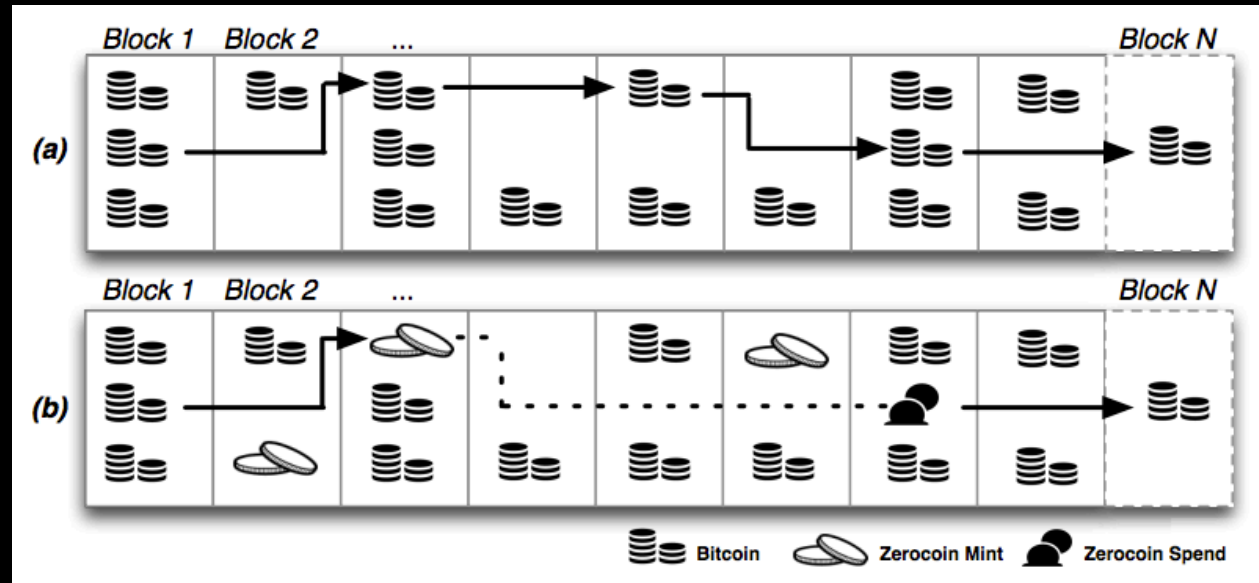 Block 1 Block 2 ... Block N
(a)
Block 1 Block 2 ... Block N
(b)
Bitcoin Zerocoin Mint Zerocoin Spend